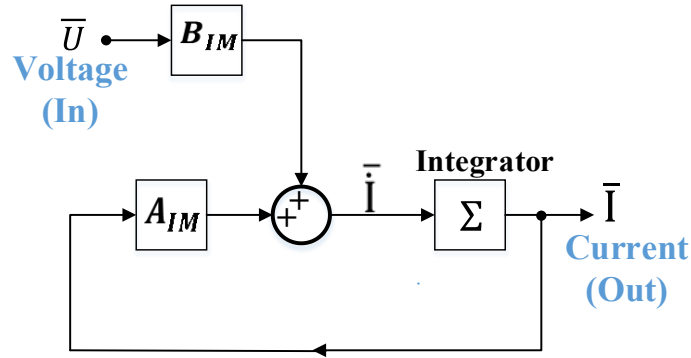 U̅ B_IM
Voltage
(In)
Integrator
A_IM + + İ̅ Σ I̅
Current
(Out)